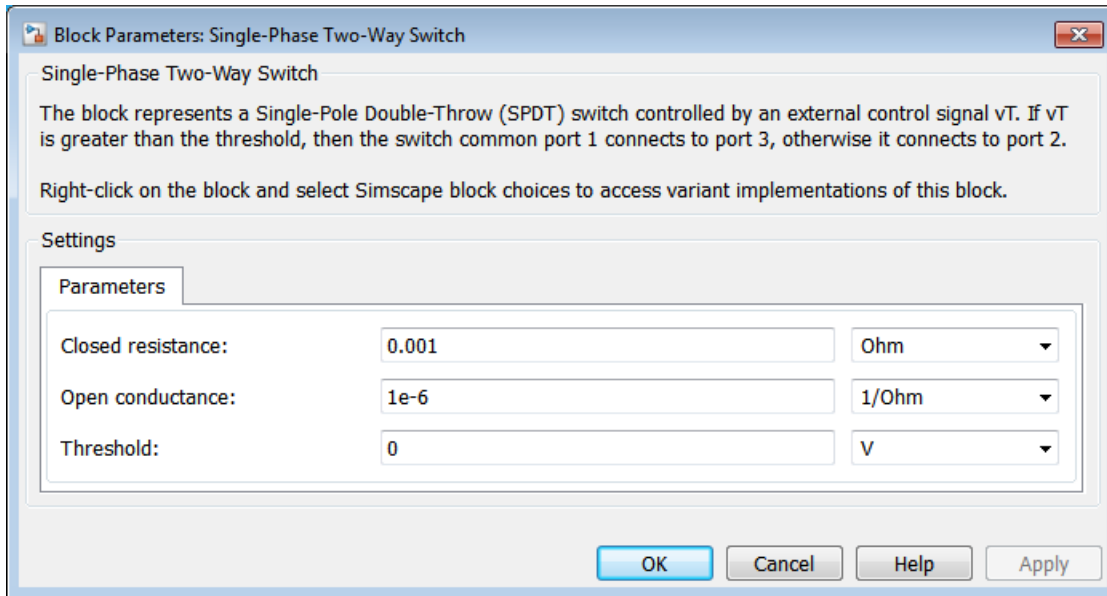 Block Parameters: Single-Phase Two-Way Switch
Single-Phase Two-Way Switch
The block represents a Single-Pole Double-Throw (SPDT) switch controlled by an external control signal vT. If vT
is greater than the threshold, then the switch common port 1 connects to port 3, otherwise it connects to port 2.
Right-click on the block and select Simscape block choices to access variant implementations of this block.
Settings
Parameters
Closed resistance: 0.001 Ohm
Open conductance: 1e-6 1/Ohm
Threshold: 0 V
OK Cancel Help Apply